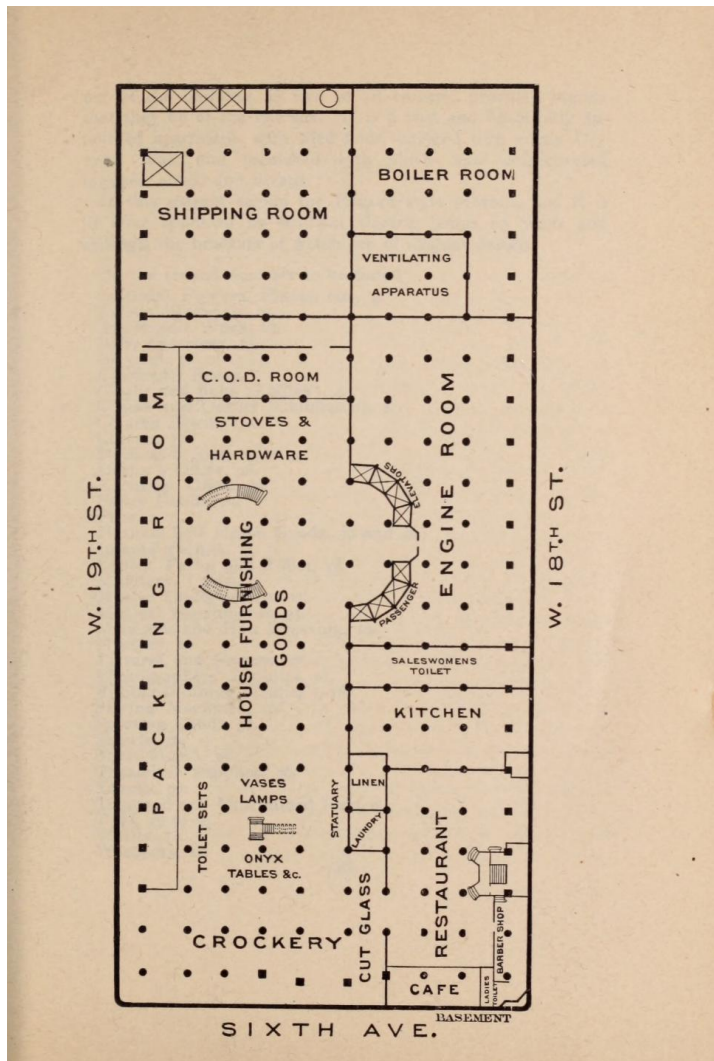 BOILER ROOM
SHIPPING ROOM
VENTILATING
APPARATUS
C.O.D. ROOM
STOVES &
HARDWARE
PACKING ROOM
ENGINE ROOM
ELEVATORS
PASSENGER
HOUSE FURNISHING
GOODS
W. 19TH ST.
W. 18TH ST.
SALESWOMENS
TOILET
KITCHEN
LINEN
LAUNDRY
VASES
LAMPS
STATUARY
TOILET SETS
ONYX
TABLES &c.
RESTAURANT
CUT GLASS
CROCKERY
BARBER SHOP
CAFE
LADIES
TOILET
BASEMENT
SIXTH AVE.